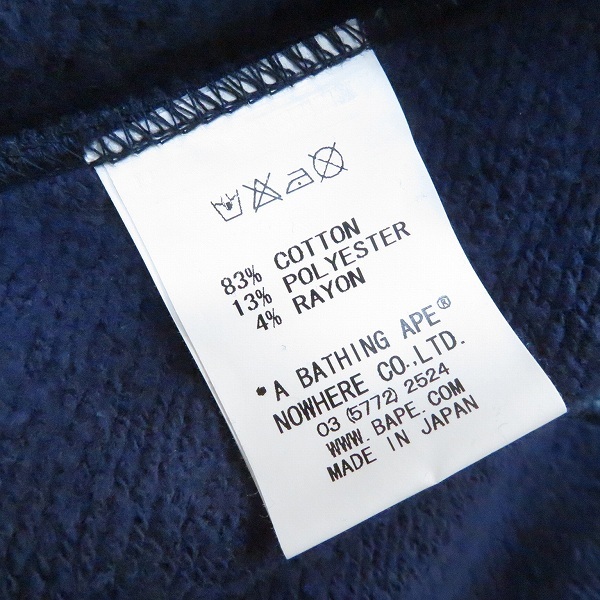 83% COTTON
13% POLYESTER
4% RAYON
•A BATHING APE®
NOWHERE CO.,LTD.
03 (5772) 2524
WWW.BAPE.COM
MADE IN JAPAN